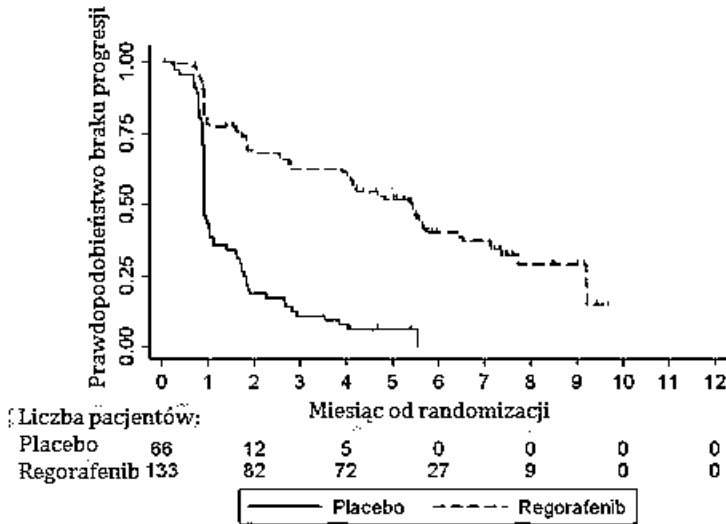 Prawdopodobieństwo braku progresji
1.00
0.75
0.50
0.25
0.00
0 1 2 3 4 5 6 7 8 9 10 11 12
Miesiąc od randomizacji
Liczba pacjentów:
Placebo 66 12 5 0 0 0 0
Regorafenib 133 82 72 27 9 0 0
Placebo Regorafenib